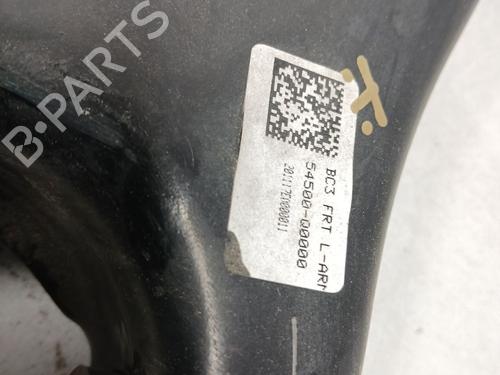 B-PARTS
T.
BC3 FRT L-ARM
54500-Q0000